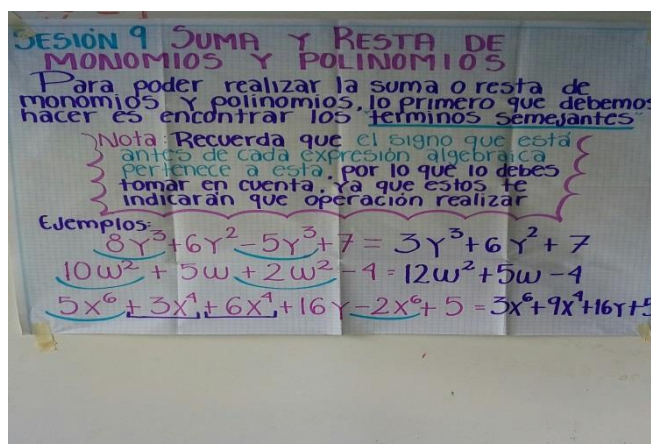 SESIÓN 9 SUMA Y RESTA DE
MONOMIOS Y POLINOMIOS
Para poder realizar la suma o resta de
monomios y polinomios, lo primero que debemos
hacer es encontrar los "terminos semejantes"
Nota: Recuerda que el signo que está
antes de cada expresión algebraica
pertenece a esta, por lo que lo debes
tomar en cuenta, ya que estos te
indicarán que operación realizar
Ejemplos:
8y³+6y²-5y³+7 = 3y³+6y²+7
10w² + 5w +2w²-4 = 12w²+5w-4
5x⁶+3x⁴+6x⁴+16y-2x⁶+5 = 3x⁶+9x⁴+16y+5